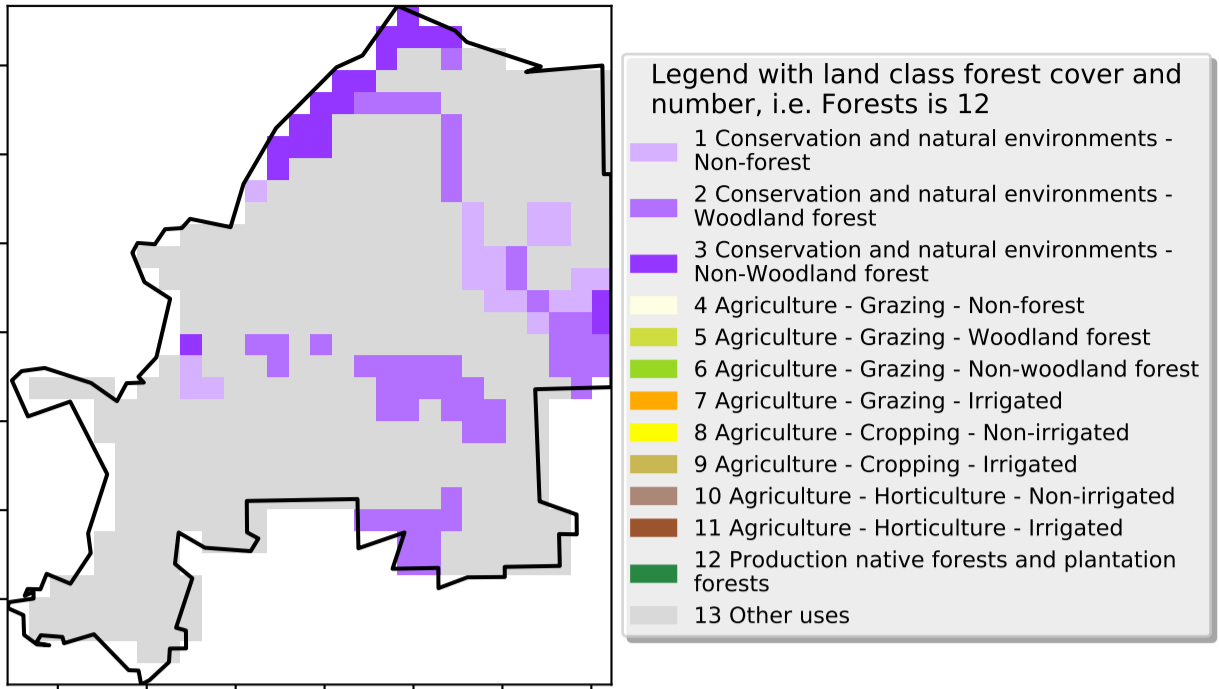 Legend with land class forest cover and
number, i.e. Forests is 12
1 Conservation and natural environments -
Non-forest
2 Conservation and natural environments -
Woodland forest
3 Conservation and natural environments -
Non-Woodland forest
4 Agriculture - Grazing - Non-forest
5 Agriculture - Grazing - Woodland forest
6 Agriculture - Grazing - Non-woodland forest
7 Agriculture - Grazing - Irrigated
8 Agriculture - Cropping - Non-irrigated
9 Agriculture - Cropping - Irrigated
10 Agriculture - Horticulture - Non-irrigated
11 Agriculture - Horticulture - Irrigated
12 Production native forests and plantation
forests
13 Other uses